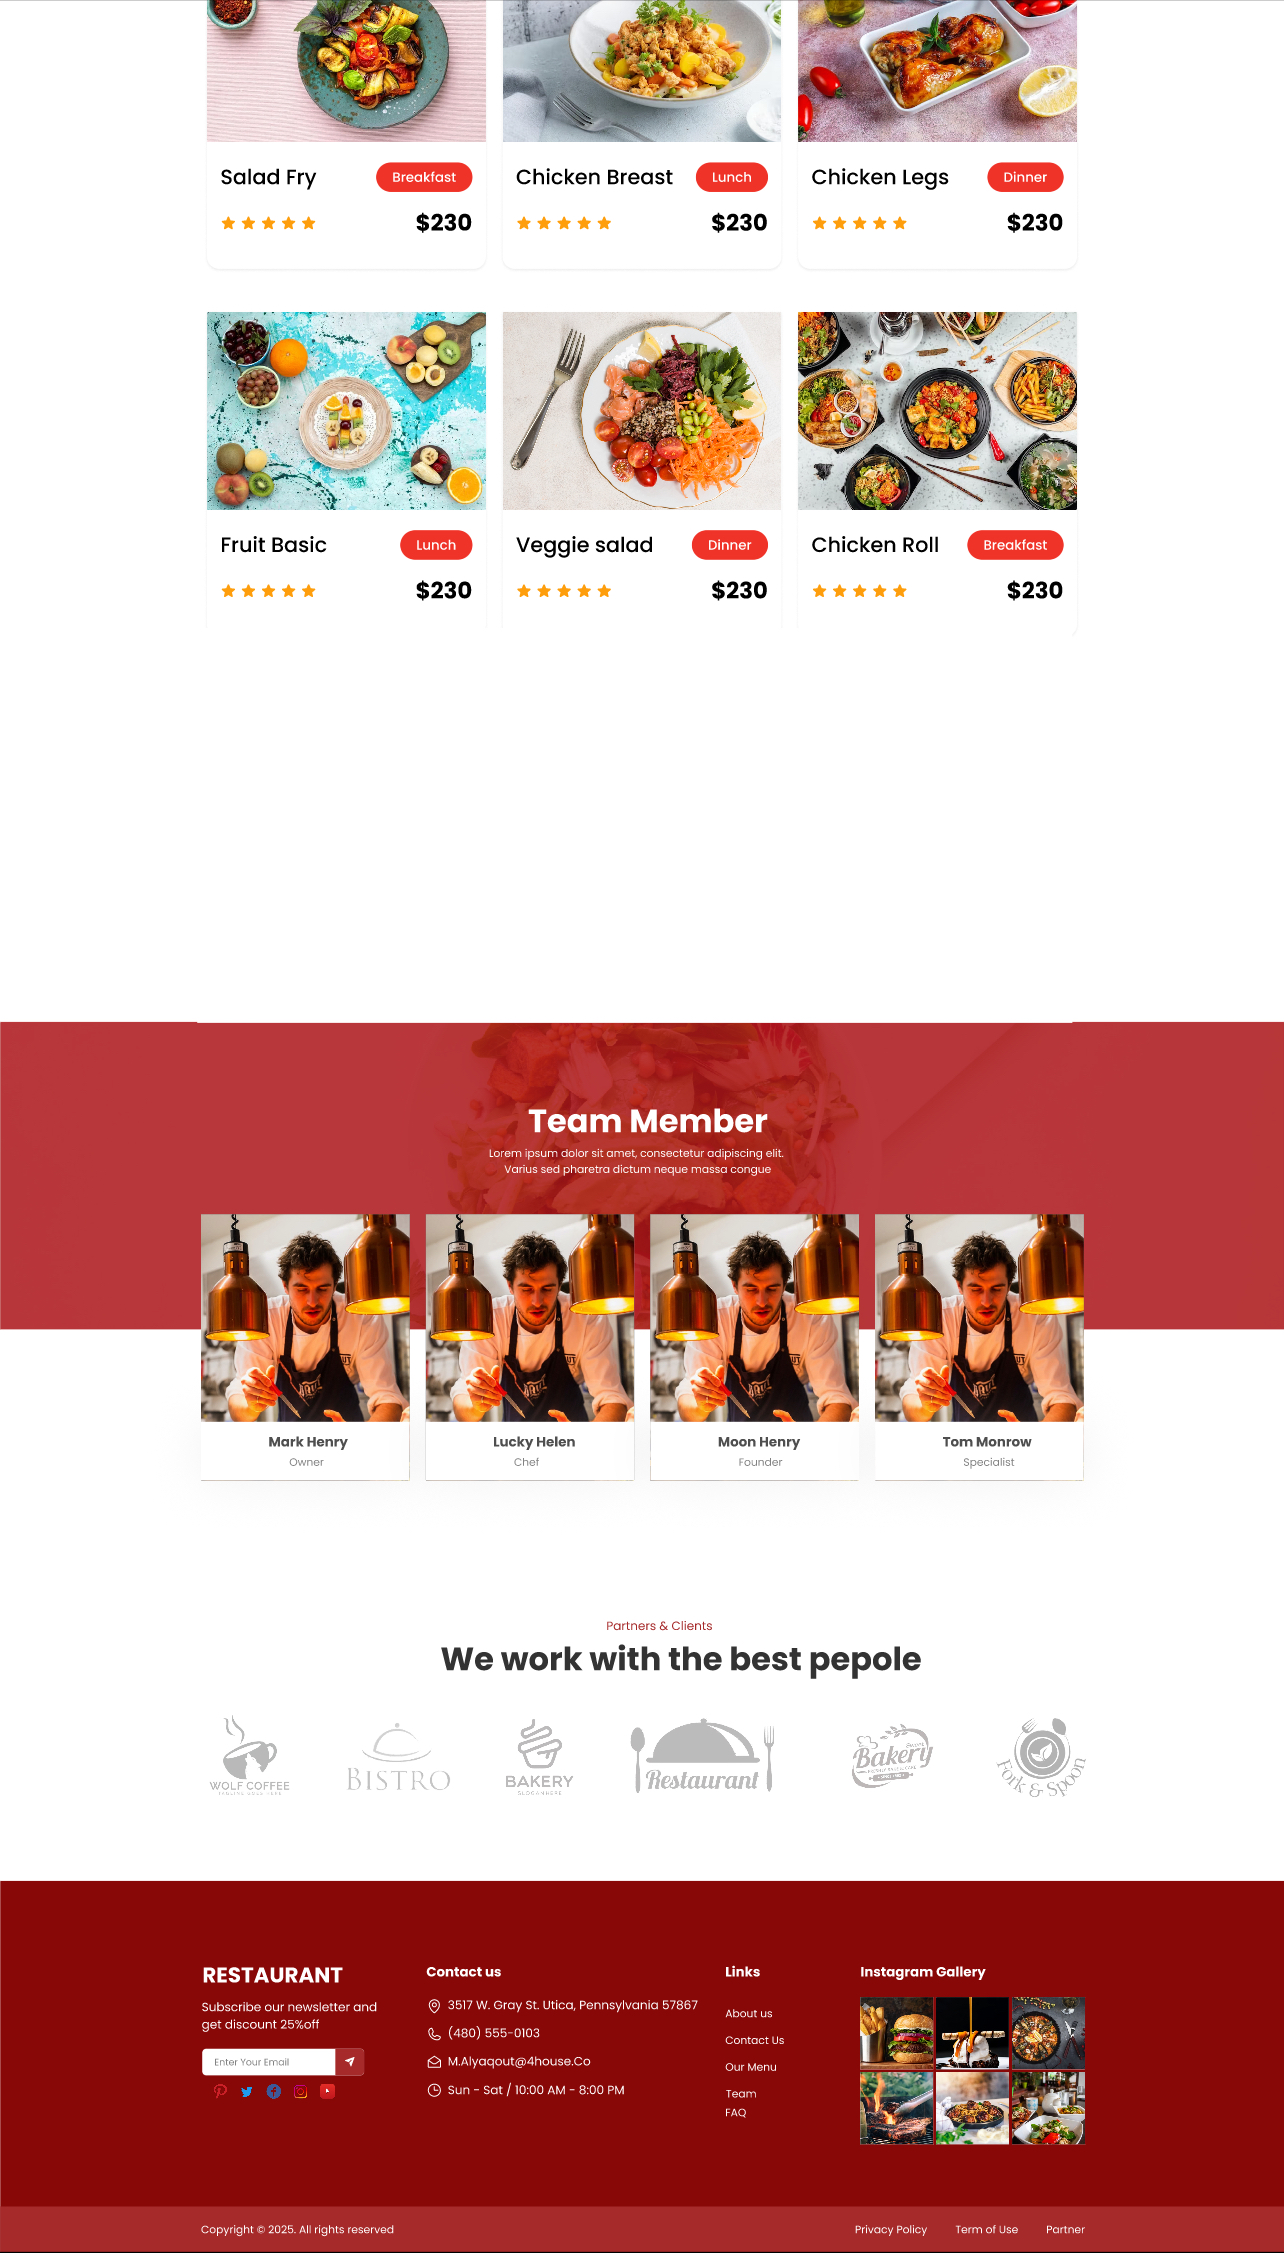 Salad Fry
Breakfast
$230
Chicken Breast
Lunch
$230
Chicken Legs
Dinner
$230
Fruit Basic
Lunch
$230
Veggie salad
Dinner
$230
Chicken Roll
Breakfast
$230
Team Member
Lorem ipsum dolor sit amet, consectetur adipiscing elit.
Varius sed pharetra dictum neque massa congue
Mark Henry
Owner
Lucky Helen
Chef
Moon Henry
Founder
Tom Monrow
Specialist
Partners & Clients
We work with the best pepole
WOLF COFFEE
BISTRO
BAKERY
Restaurant
Bakery
Fork & Spoon
RESTAURANT
Subscribe our newsletter and
get discount 25%off
Enter Your Email
Contact us
3517 W. Gray St. Utica, Pennsylvania 57867
(480) 555-0103
M.Alyaqout@4house.Co
Sun - Sat / 10:00 AM - 8:00 PM
Links
About us
Contact Us
Our Menu
Team
FAQ
Instagram Gallery
Copyright © 2025. All rights reserved
Privacy Policy
Term of Use
Partner